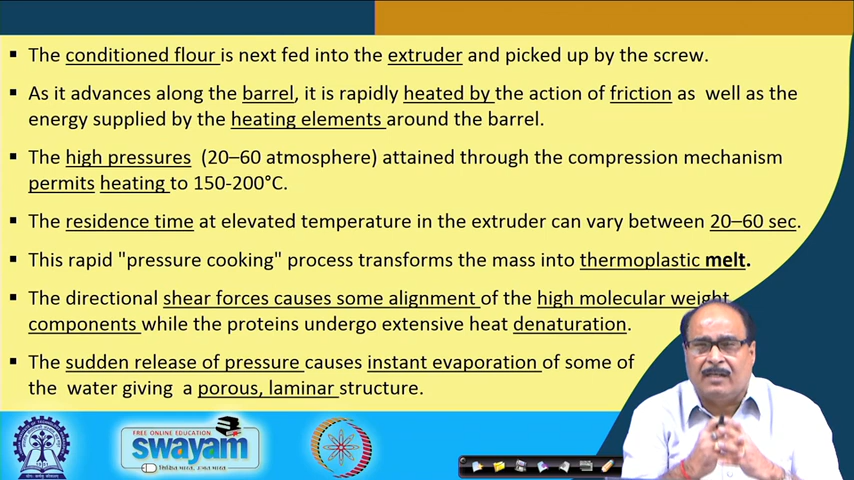 ▪ The conditioned flour is next fed into the extruder and picked up by the screw.
▪ As it advances along the barrel, it is rapidly heated by the action of friction as well as the
energy supplied by the heating elements around the barrel.
▪ The high pressures (20–60 atmosphere) attained through the compression mechanism
permits heating to 150-200°C.
▪ The residence time at elevated temperature in the extruder can vary between 20–60 sec.
▪ This rapid "pressure cooking" process transforms the mass into thermoplastic melt.
▪ The directional shear forces causes some alignment of the high molecular weight
components while the proteins undergo extensive heat denaturation.
▪ The sudden release of pressure causes instant evaporation of some of
the water giving a porous, laminar structure.
FREE ONLINE EDUCATION
swayam
शिक्षित भारत, उन्नत भारत